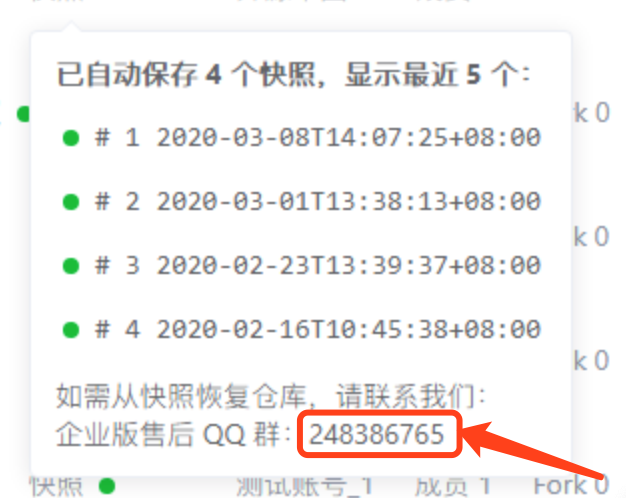 已自动保存 4 个快照，显示最近 5 个：
k 0
# 1 2020-03-08T14:07:25+08:00
# 2 2020-03-01T13:38:13+08:00
k 0
# 3 2020-02-23T13:39:37+08:00
# 4 2020-02-16T10:45:38+08:00
k 0
如需从快照恢复仓库，请联系我们：
企业版售后 QQ 群：248386765
快照 测试账号_1 成员 1 Fork 0